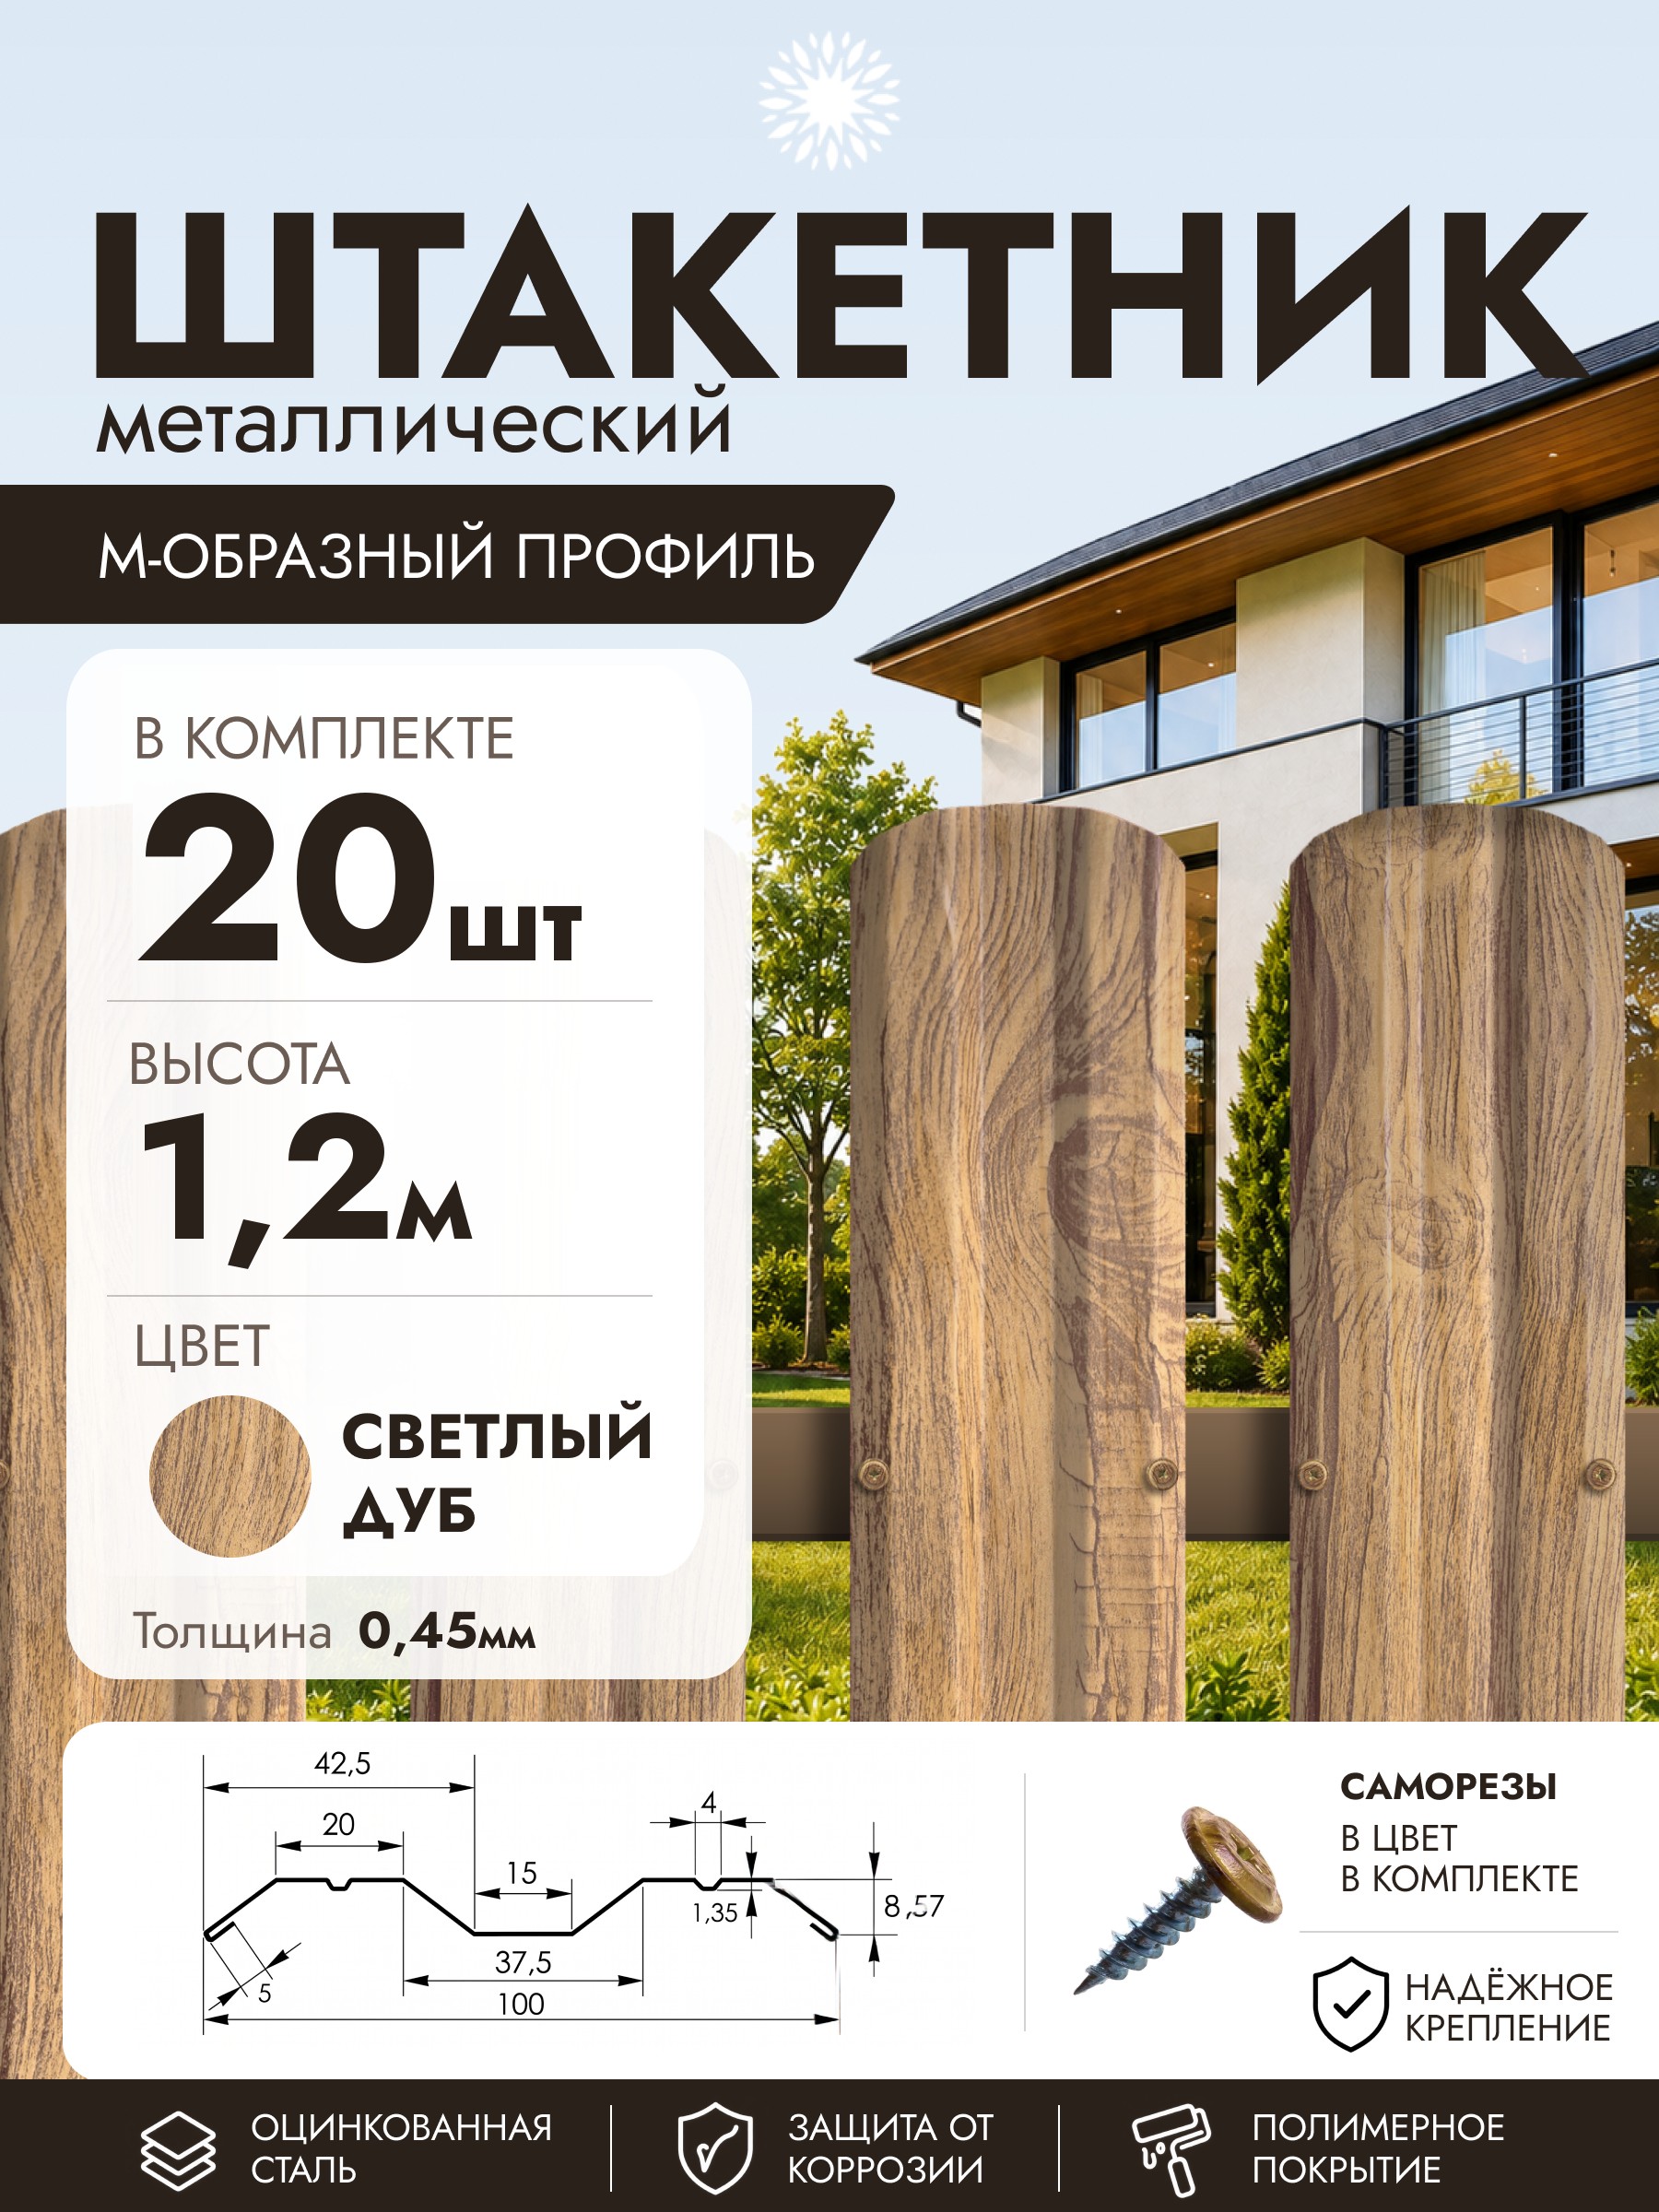 ШТАКЕТНИК
металлический
М-ОБРАЗНЫЙ ПРОФИЛЬ
В КОМПЛЕКТЕ
20шт
ВЫСОТА
1,2м
ЦВЕТ
СВЕТЛЫЙ
ДУБ
Толщина 0,45мм
42,5
20
4
15
1,35
8,57
37,5
5
100
САМОРЕЗЫ
В ЦВЕТ
В КОМПЛЕКТЕ
НАДЁЖНОЕ
КРЕПЛЕНИЕ
ОЦИНКОВАННАЯ
СТАЛЬ
ЗАЩИТА ОТ
КОРРОЗИИ
ПОЛИМЕРНОЕ
ПОКРЫТИЕ